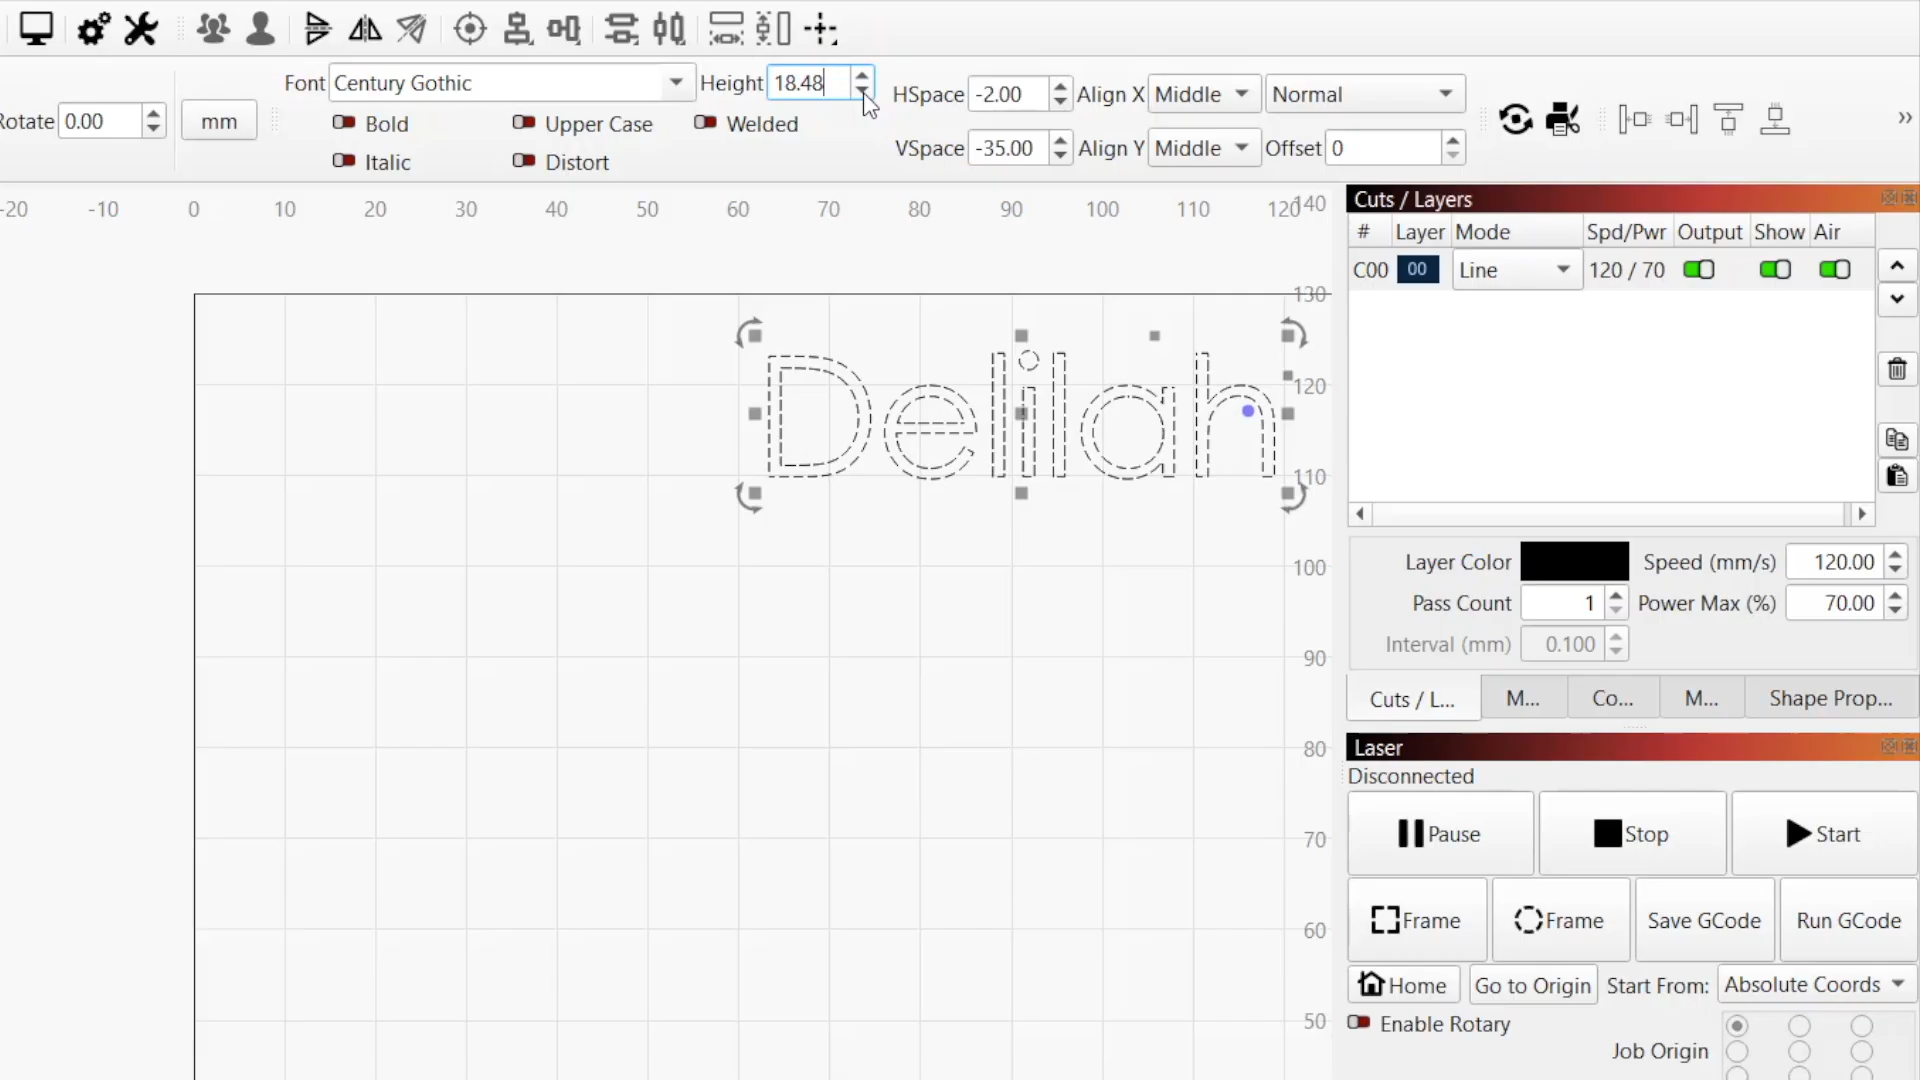 Font Century Gothic Height 18.48 HSpace -2.00 Align X Middle Normal
Rotate 0.00 mm
Bold Upper Case Welded
VSpace -35.00 Align Y Middle Offset 0
Italic Distort
-20 -10 0 10 20 30 40 50 60 70 80 90 100 110 120 140
130
120
110
100
90
80
70
60
50
Delilah
Cuts / Layers
# Layer Mode Spd/Pwr Output Show Air
C00 00 Line 120 / 70
Layer Color Speed (mm/s) 120.00
Pass Count 1 Power Max (%) 70.00
Interval (mm) 0.100
Cuts / L... M... Co... M... Shape Prop...
Laser
Disconnected
Pause Stop Start
Frame Frame Save GCode Run GCode
Home Go to Origin Start From: Absolute Coords
Enable Rotary
Job Origin